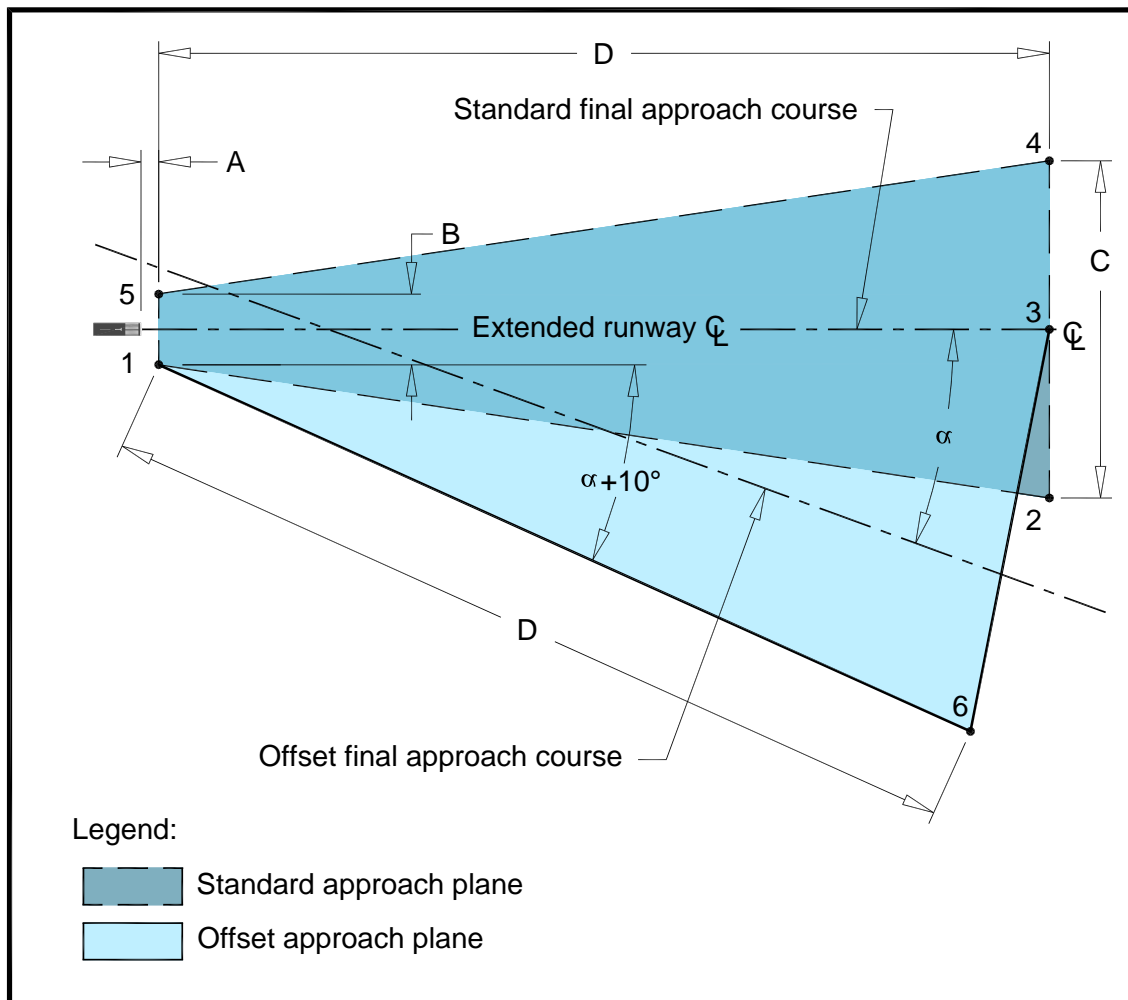 D
Standard final approach course
4
A
B
C
5
Extended runway ℄
3
℄
1
α
α+10°
2
D
6
Offset final approach course
Legend:
Standard approach plane
Offset approach plane